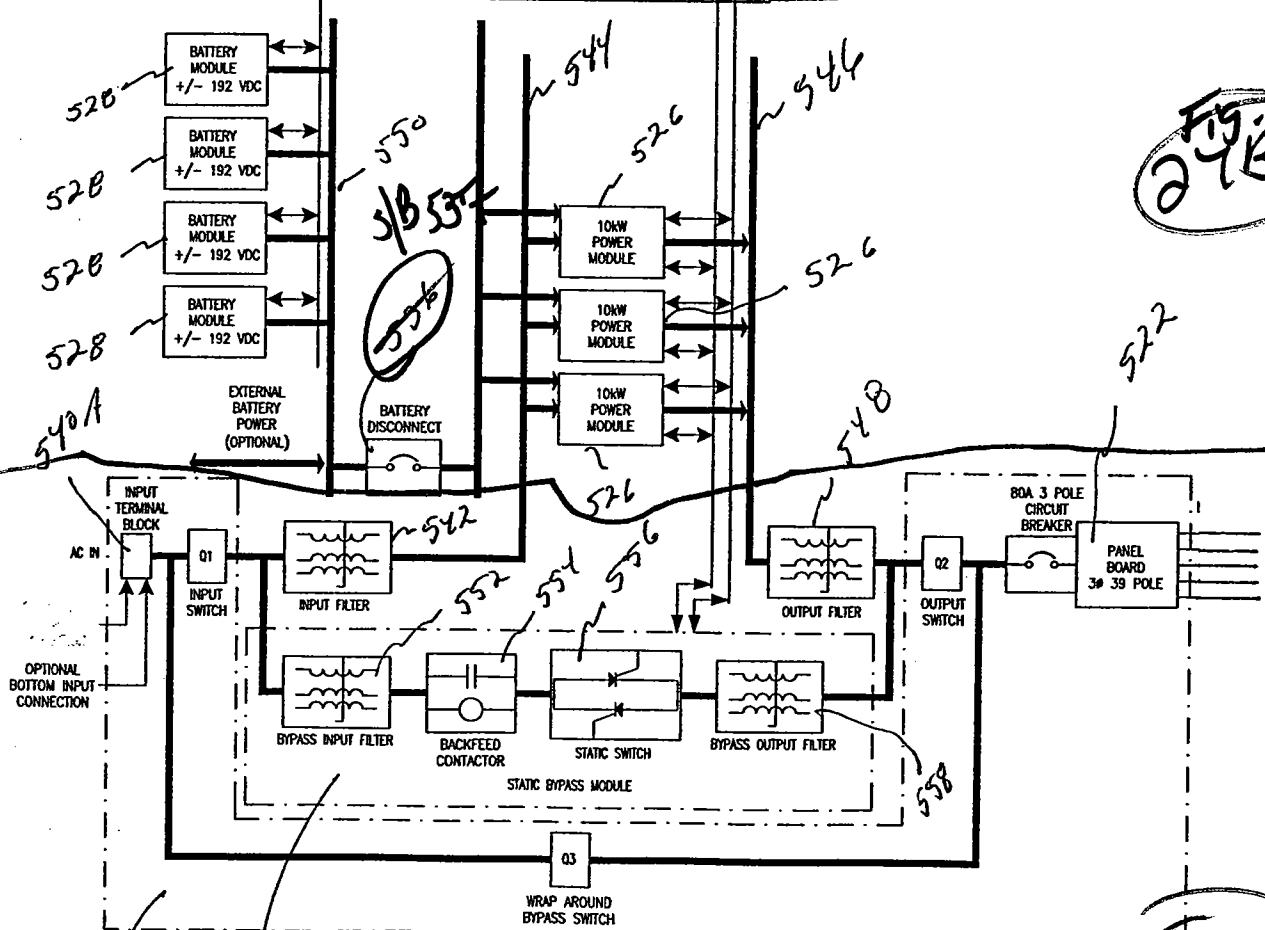 BATTERY
MODULE
+/- 192 VDC
528
BATTERY
MODULE
+/- 192 VDC
528
BATTERY
MODULE
+/- 192 VDC
528
BATTERY
MODULE
+/- 192 VDC
528
550
544
546
S/B 53
526
10kW
POWER
MODULE
526
10kW
POWER
MODULE
10kW
POWER
MODULE
526
Fig.
27B
522
540A
EXTERNAL
BATTERY
POWER
(OPTIONAL)
BATTERY
DISCONNECT
548
INPUT
TERMINAL
BLOCK
AC IN
Q1
INPUT
SWITCH
542
INPUT FILTER
556
OUTPUT FILTER
Q2
OUTPUT
SWITCH
80A 3 POLE
CIRCUIT
BREAKER
PANEL
BOARD
3ø 39 POLE
OPTIONAL
BOTTOM INPUT
CONNECTION
552
BYPASS INPUT FILTER
554
BACKFEED
CONTACTOR
STATIC SWITCH
BYPASS OUTPUT FILTER
558
STATIC BYPASS MODULE
Q3
WRAP AROUND
BYPASS SWITCH